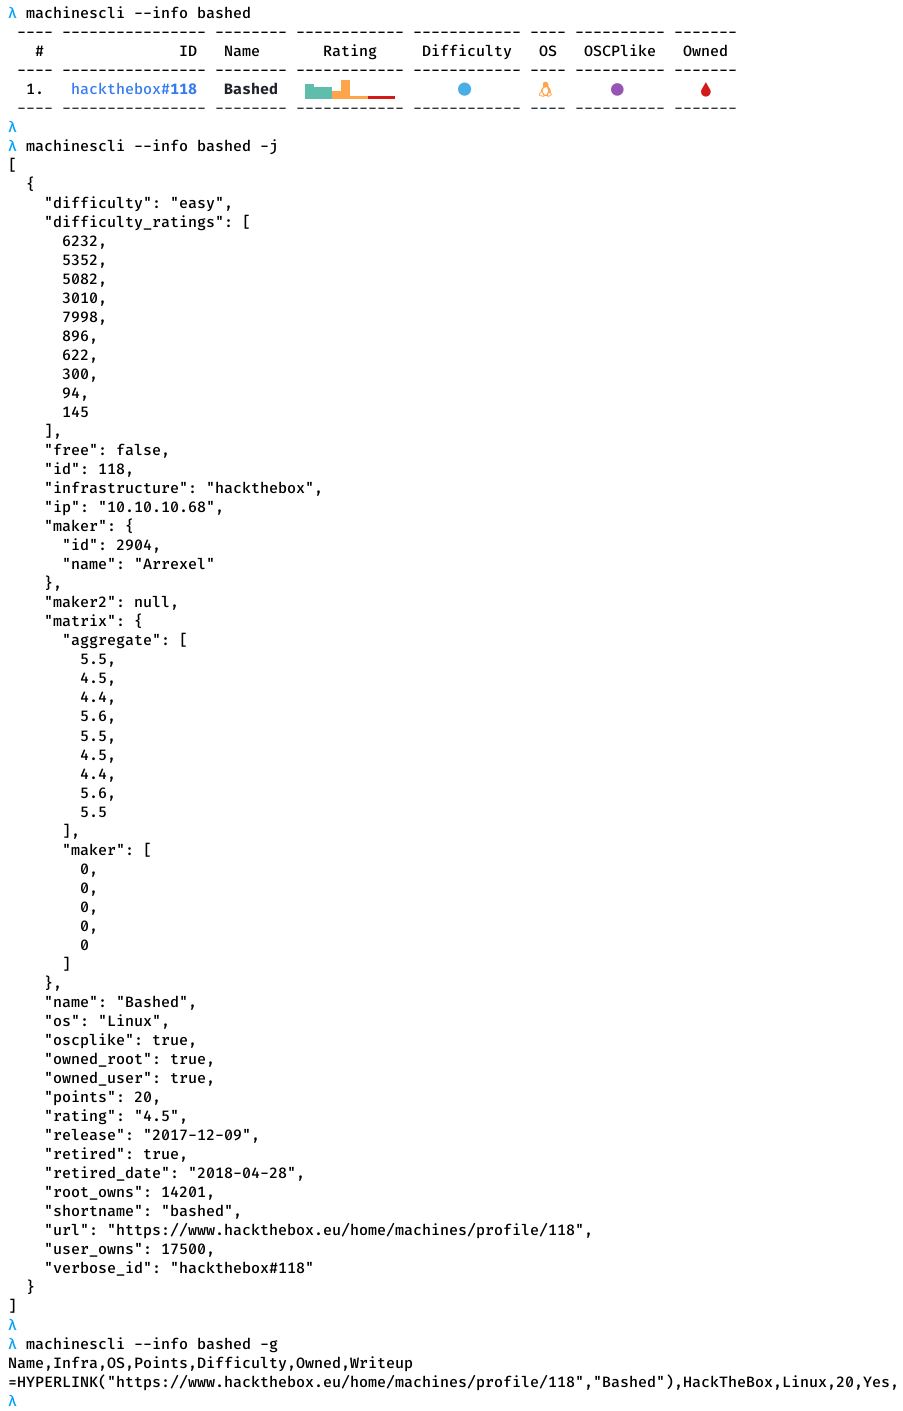 λ machinescli --info bashed
---- ---------------- -------- ------------ ------------ ---- ---------- -------
# ID Name Rating Difficulty OS OSCPlike Owned
---- ---------------- -------- ------------ ------------ ---- ---------- -------
1. hackthebox#118 Bashed
---- ---------------- -------- ------------ ------------ ---- ---------- -------
λ
λ machinescli --info bashed -j
[
  {
    "difficulty": "easy",
    "difficulty_ratings": [
      6232,
      5352,
      5082,
      3010,
      7998,
      896,
      622,
      300,
      94,
      145
    ],
    "free": false,
    "id": 118,
    "infrastructure": "hackthebox",
    "ip": "10.10.10.68",
    "maker": {
      "id": 2904,
      "name": "Arrexel"
    },
    "maker2": null,
    "matrix": {
      "aggregate": [
        5.5,
        4.5,
        4.4,
        5.6,
        5.5,
        4.5,
        4.4,
        5.6,
        5.5
      ],
      "maker": [
        0,
        0,
        0,
        0,
        0
      ]
    },
    "name": "Bashed",
    "os": "Linux",
    "oscplike": true,
    "owned_root": true,
    "owned_user": true,
    "points": 20,
    "rating": "4.5",
    "release": "2017-12-09",
    "retired": true,
    "retired_date": "2018-04-28",
    "root_owns": 14201,
    "shortname": "bashed",
    "url": "https://www.hackthebox.eu/home/machines/profile/118",
    "user_owns": 17500,
    "verbose_id": "hackthebox#118"
  }
]
λ
λ machinescli --info bashed -g
Name,Infra,OS,Points,Difficulty,Owned,Writeup
=HYPERLINK("https://www.hackthebox.eu/home/machines/profile/118","Bashed"),HackTheBox,Linux,20,Yes,
λ